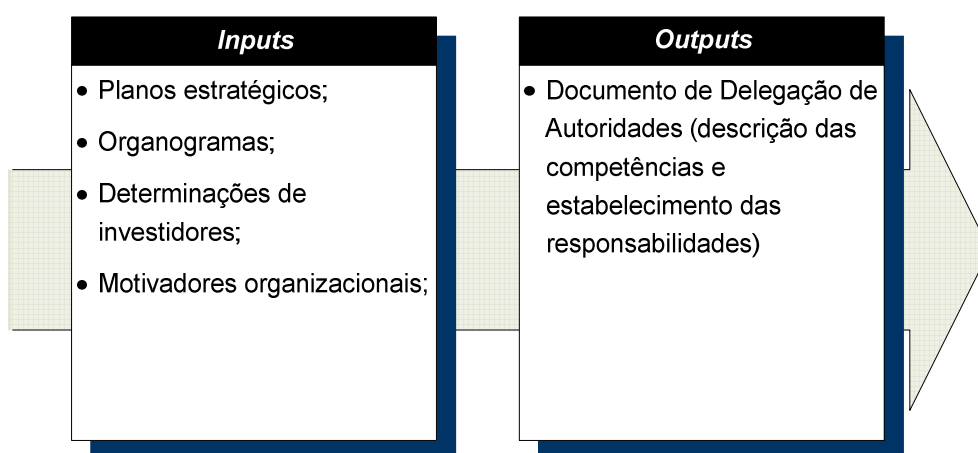 Inputs
• Planos estratégicos;
• Organogramas;
• Determinações de
investidores;
• Motivadores organizacionais;
Outputs
• Documento de Delegação de
Autoridades (descrição das
competências e
estabelecimento das
responsabilidades)